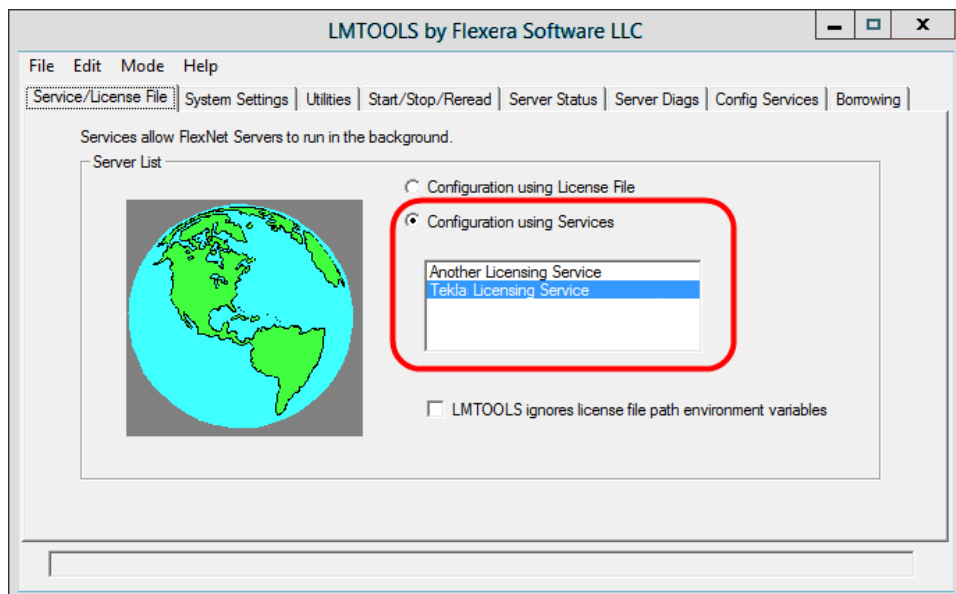 LMTOOLS by Flexera Software LLC
File Edit Mode Help
Service/License File System Settings Utilities Start/Stop/Reread Server Status Server Diags Config Services Borrowing
Services allow FlexNet Servers to run in the background.
Server List
Configuration using License File
Configuration using Services
Another Licensing Service
Tekla Licensing Service
LMTOOLS ignores license file path environment variables